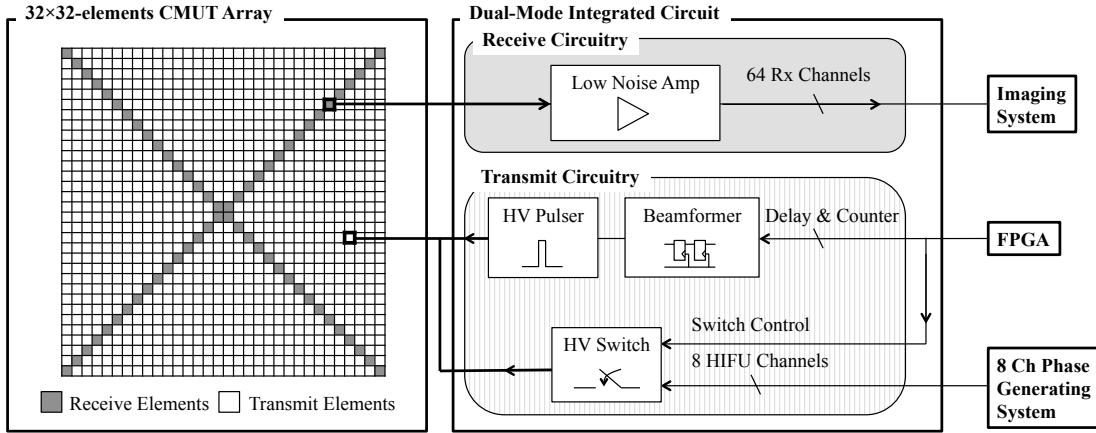 32×32-elements CMUT Array
Receive Elements
Transmit Elements
Dual-Mode Integrated Circuit
Receive Circuitry
Low Noise Amp
64 Rx Channels
Imaging
System
Transmit Circuitry
HV Pulser
Beamformer
Delay & Counter
FPGA
Switch Control
HV Switch
8 HIFU Channels
8 Ch Phase
Generating
System